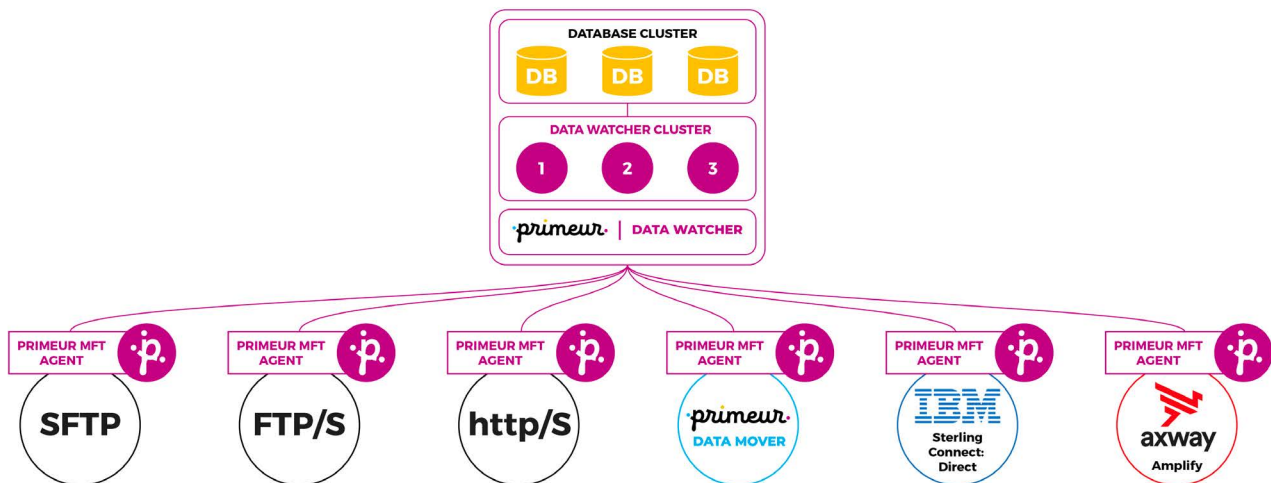 DATABASE CLUSTER
DB DB DB
DATA WATCHER CLUSTER
1 2 3
primeur | DATA WATCHER
PRIMEUR MFT
AGENT
p.
SFTP
PRIMEUR MFT
AGENT
p.
FTP/S
PRIMEUR MFT
AGENT
p.
http/S
PRIMEUR MFT
AGENT
p.
primeur
DATA MOVER
PRIMEUR MFT
AGENT
p.
IBM
Sterling
Connect:
Direct
PRIMEUR MFT
AGENT
p.
axway
Amplify